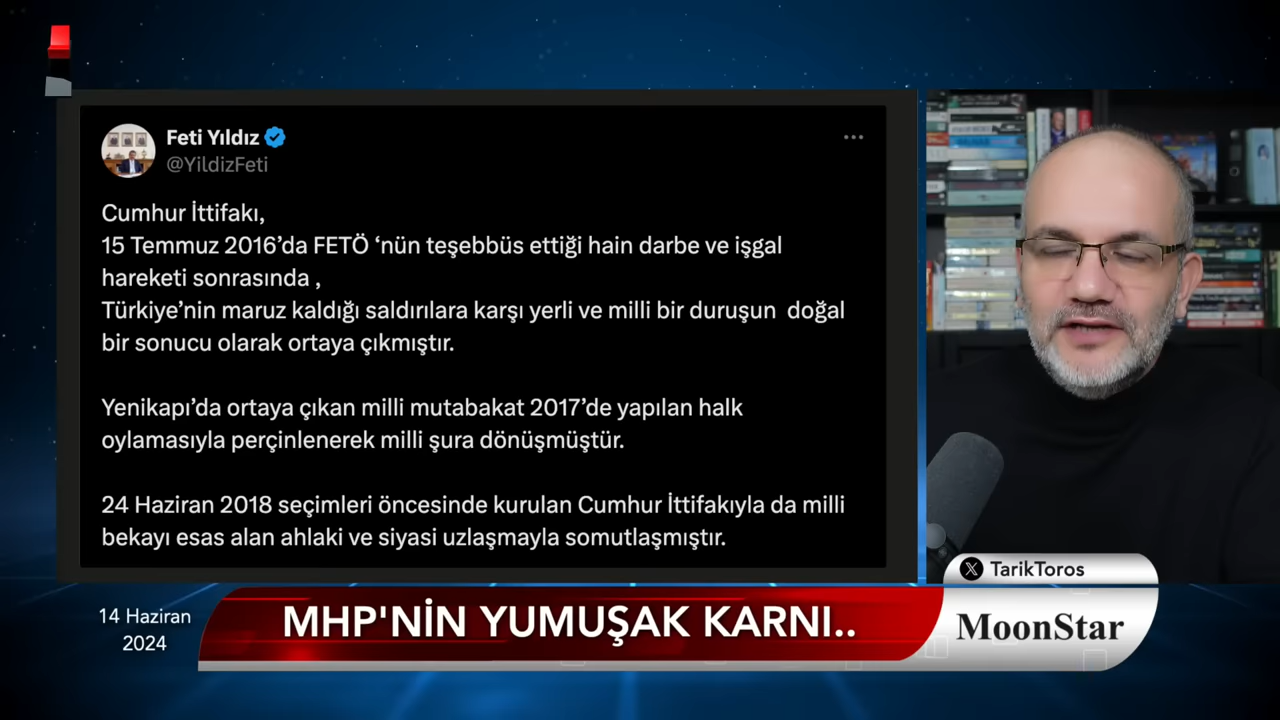 Feti Yıldız
@YildizFeti
Cumhur İttifakı,
15 Temmuz 2016’da FETÖ ‘nün teşebbüs ettiği hain darbe ve işgal
hareketi sonrasında ,
Türkiye’nin maruz kaldığı saldırılara karşı yerli ve milli bir duruşun doğal
bir sonucu olarak ortaya çıkmıştır.
Yenikapı’da ortaya çıkan milli mutabakat 2017’de yapılan halk
oylamasıyla perçinlenerek milli şura dönüşmüştür.
24 Haziran 2018 seçimleri öncesinde kurulan Cumhur İttifakıyla da milli
bekayı esas alan ahlaki ve siyasi uzlaşmayla somutlaşmıştır.
X TarikToros
14 Haziran
2024
MHP'NİN YUMUŞAK KARNI..
MoonStar